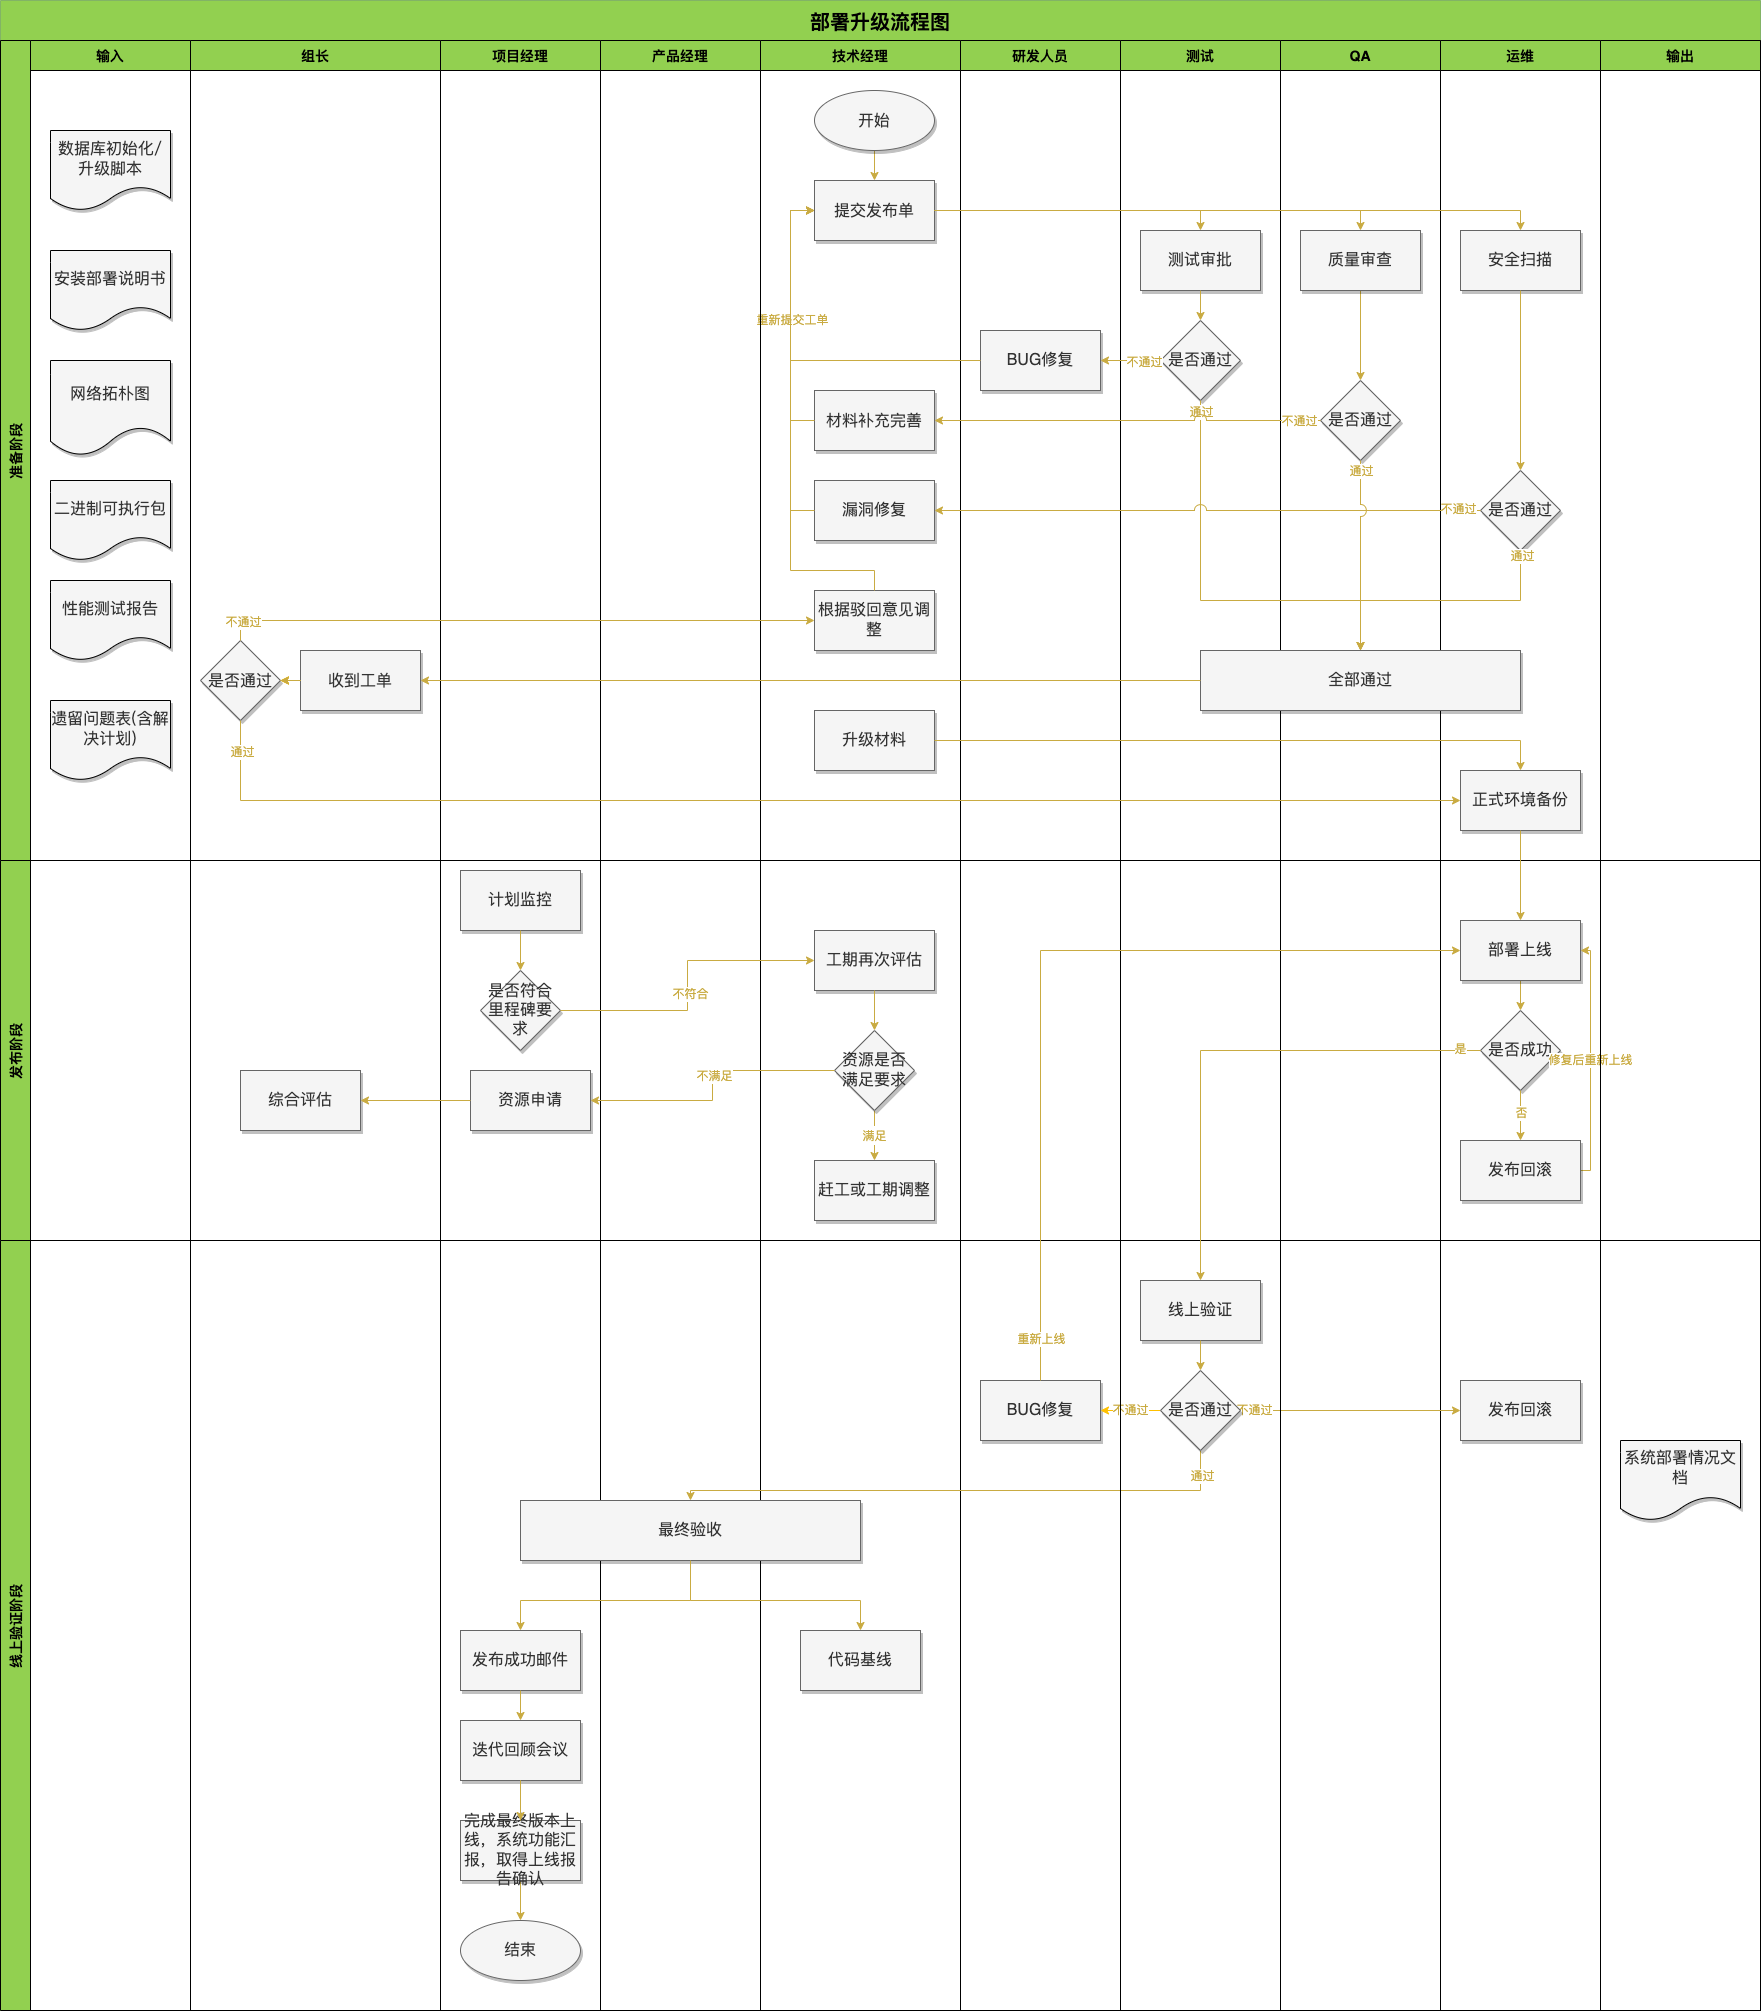 部署升级流程图
输入
组长
项目经理
产品经理
技术经理
研发人员
测试
QA
运维
输出
准备阶段
数据库初始化/
升级脚本
安装部署说明书
网络拓朴图
二进制可执行包
性能测试报告
遗留问题表(含解
决计划)
开始
提交发布单
测试审批
质量审查
安全扫描
重新提交工单
BUG修复
不通过
是否通过
通过
材料补充完善
不通过
是否通过
通过
漏洞修复
不通过
是否通过
通过
根据驳回意见调
整
不通过
是否通过
收到工单
全部通过
通过
升级材料
正式环境备份
发布阶段
计划监控
是否符合
里程碑要
求
不符合
工期再次评估
部署上线
资源是否
满足要求
不满足
资源申请
综合评估
满足
赶工或工期调整
是
是否成功
修复后重新上线
否
发布回滚
线上验证阶段
线上验证
重新上线
BUG修复
不通过
是否通过
不通过
发布回滚
通过
系统部署情况文
档
最终验收
发布成功邮件
代码基线
迭代回顾会议
完成最终版本上
线，系统功能汇
报，取得上线报
告确认
结束